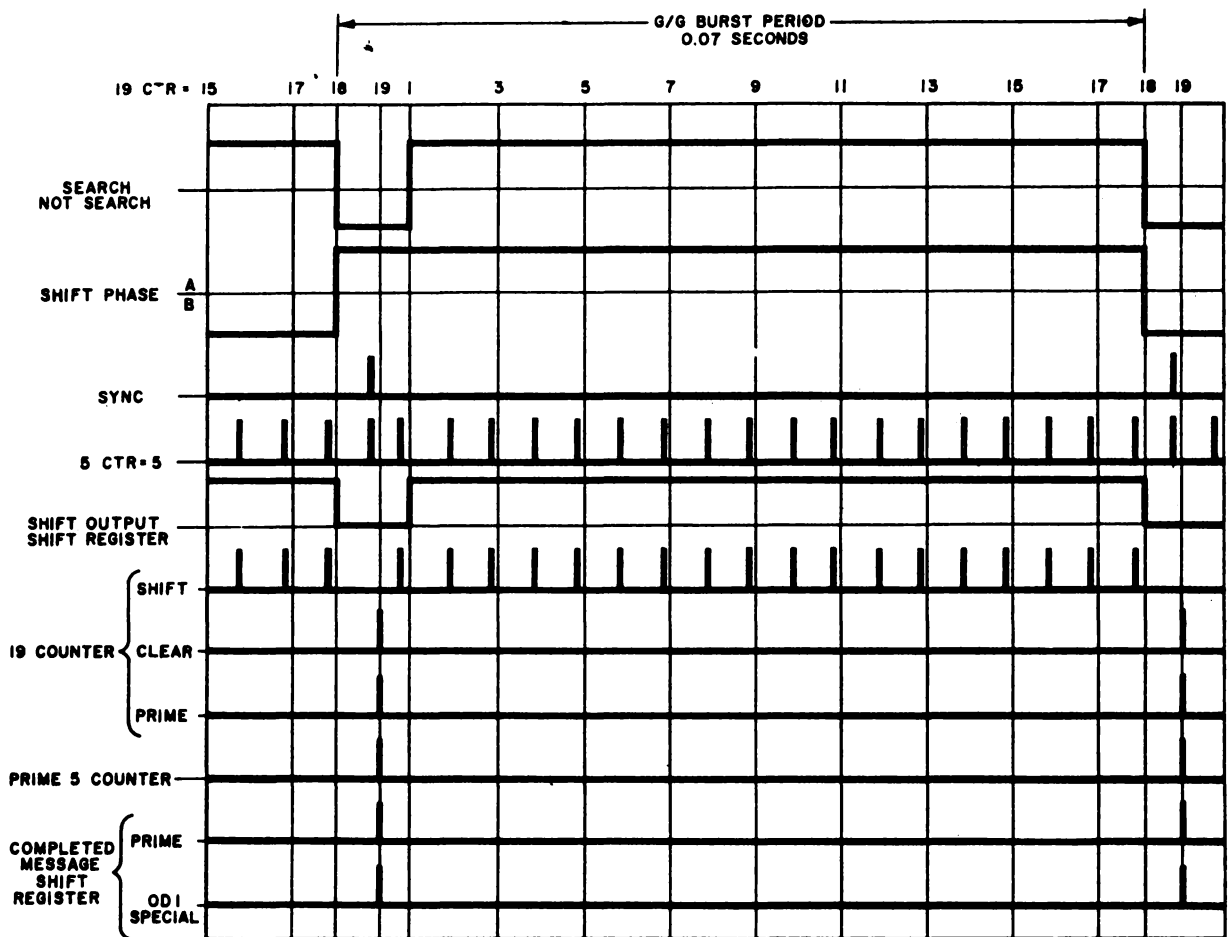 G/G BURST PERIOD
0.07 SECONDS
19 CTR = 15 17 18 19 1 3 5 7 9 11 13 15 17 18 19
SEARCH
NOT SEARCH
SHIFT PHASE A
B
SYNC
5 CTR = 5
SHIFT OUTPUT
SHIFT REGISTER
19 COUNTER
SHIFT
CLEAR
PRIME
PRIME 5 COUNTER
COMPLETED
MESSAGE
SHIFT
REGISTER
PRIME
OD1
SPECIAL